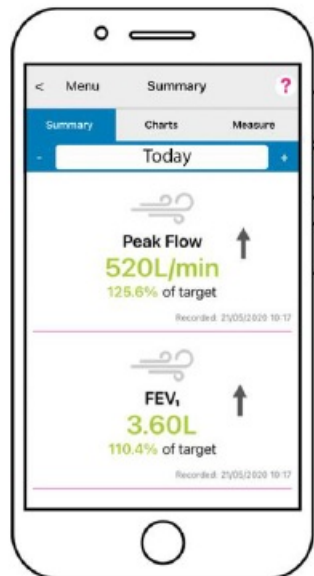 < Menu Summary ?
Summary Charts Measure
- Today +
Peak Flow
520L/min
125.6% of target
Recorded: 21/05/2020 10:17
FEV₁
3.60L
110.4% of target
Recorded: 21/05/2020 10:17